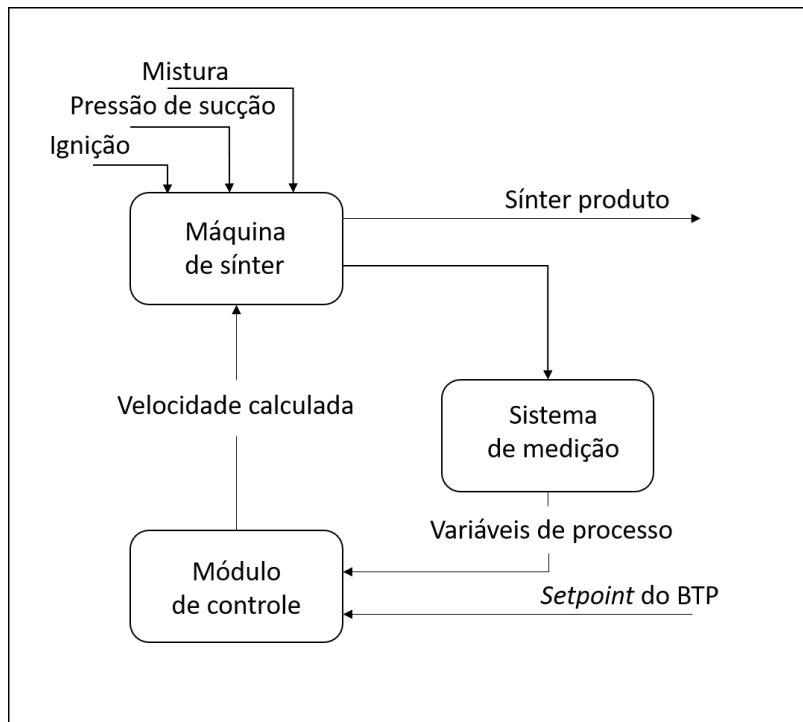 Mistura
Pressão de sucção
Ignição
Máquina
de sínter
Sínter produto
Velocidade calculada
Sistema
de medição
Variáveis de processo
Módulo
de controle
Setpoint do BTP